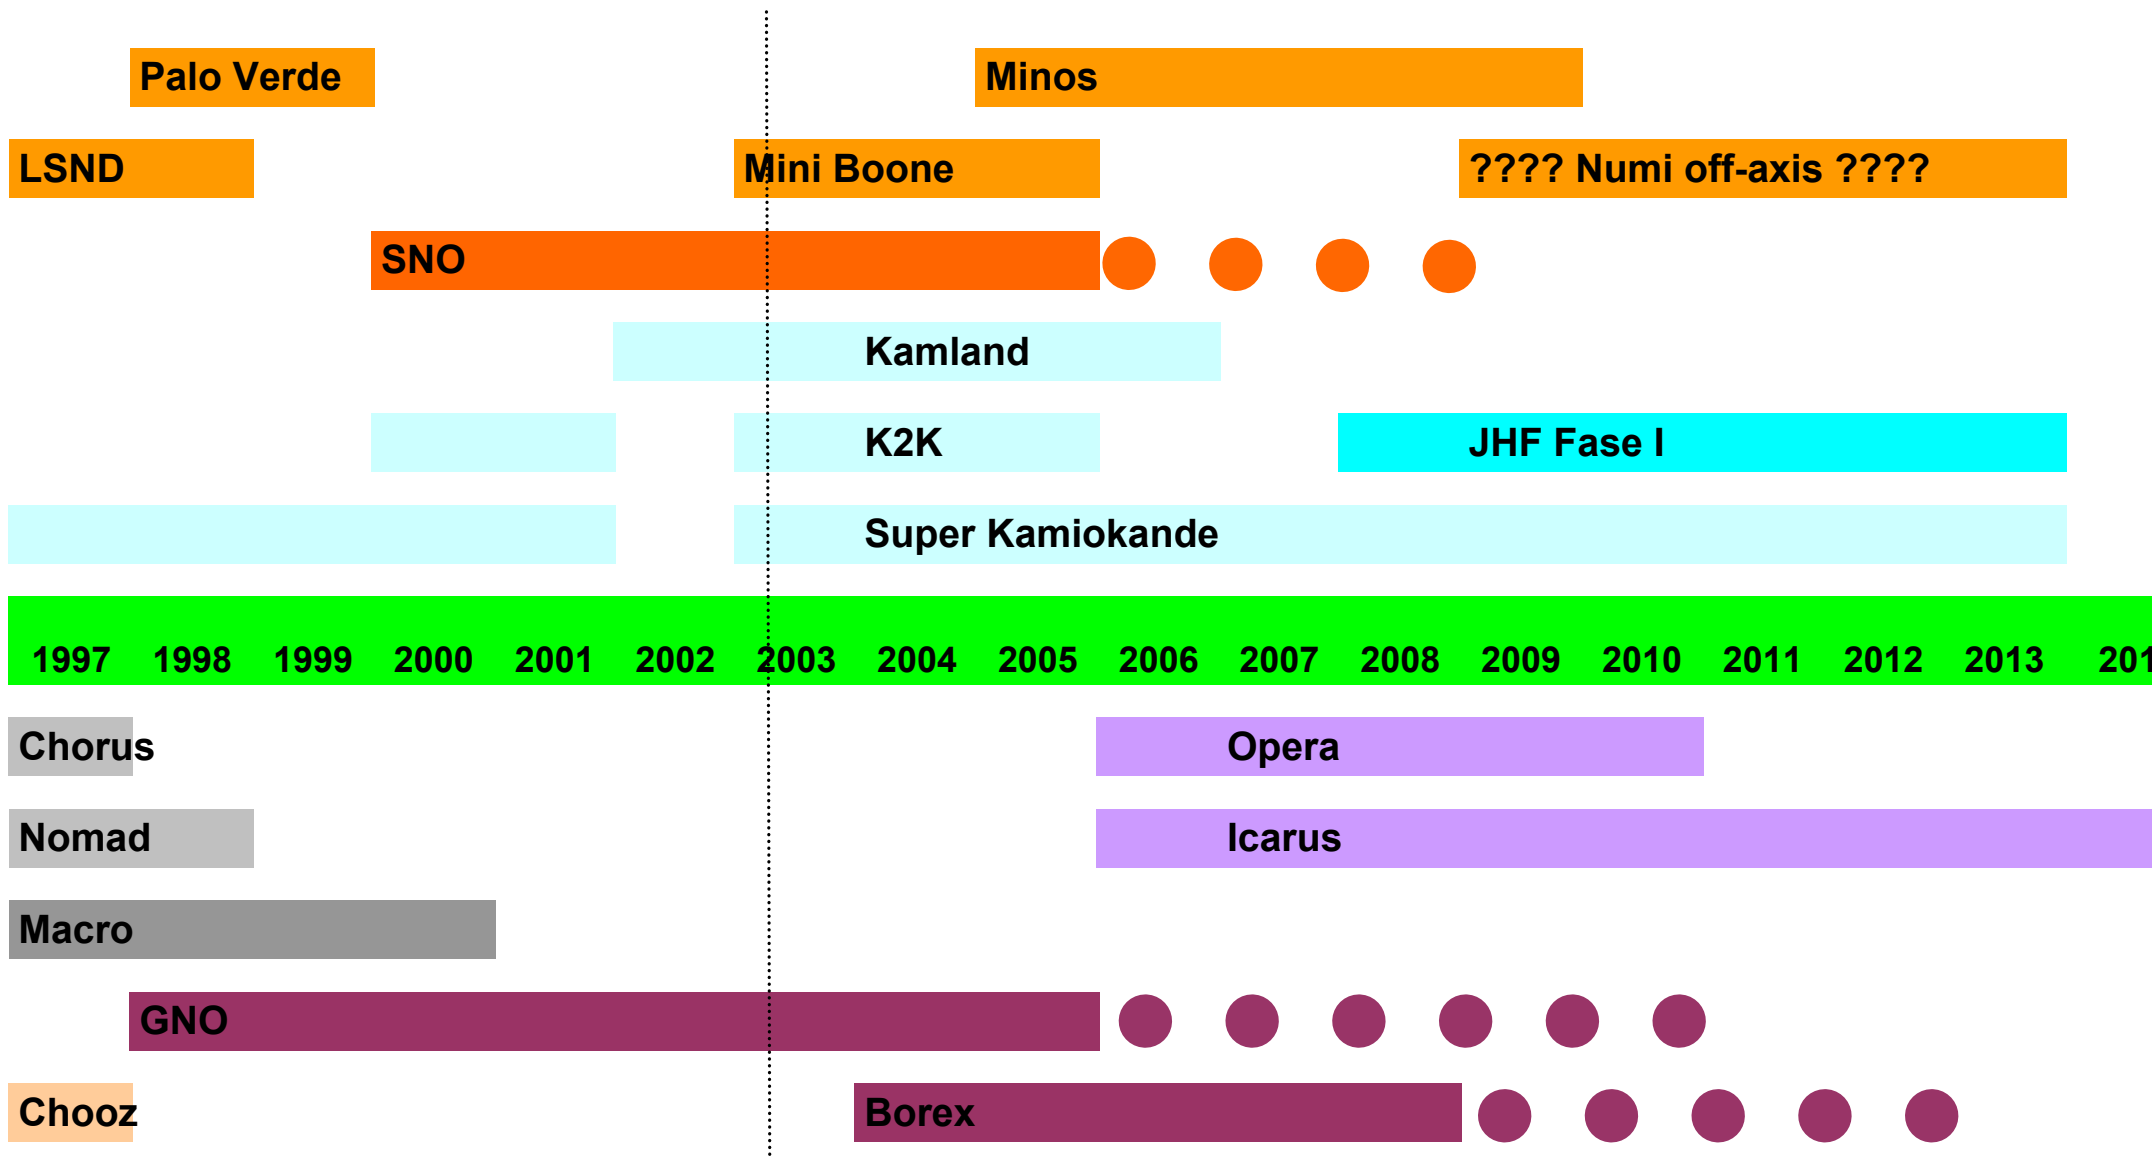 Palo Verde Minos
LSND Mini Boone ???? Numi off-axis ????
SNO
Kamland
K2K JHF Fase I
Super Kamiokande
1997 1998 1999 2000 2001 2002 2003 2004 2005 2006 2007 2008 2009 2010 2011 2012 2013 201
Chorus Opera
Nomad Icarus
Macro
GNO
Chooz Borex